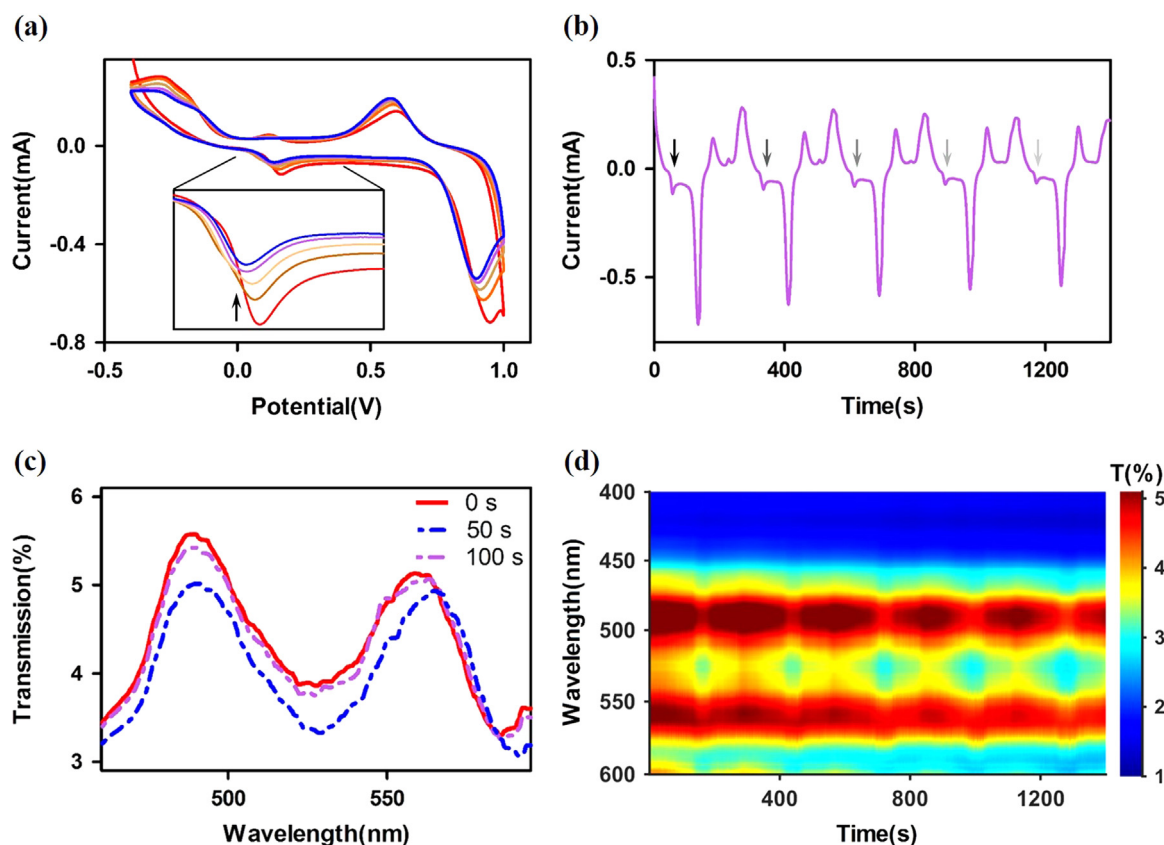 (a)
Current(mA)
0.0
-0.4
-0.8
-0.5
0.0
0.5
1.0
Potential(V)
(b)
Current(mA)
0.5
0.0
-0.5
0
400
800
1200
Time(s)
(c)
Transmission(%)
6
5
4
3
0 s
50 s
100 s
500
550
Wavelength(nm)
(d)
T(%)
Wavelength(nm)
400
450
500
550
600
400
800
1200
Time(s)
5
4
3
2
1